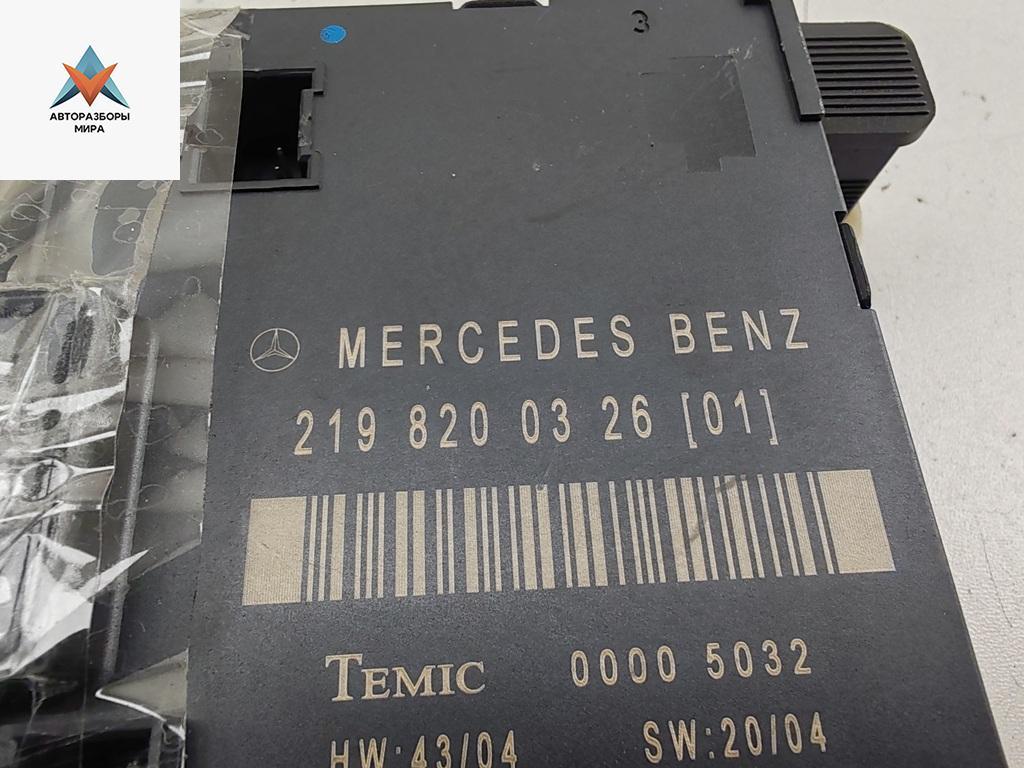 АВТОРАЗБОРЫ
МИРА
3
MERCEDES BENZ
219 820 03 26 [01]
TEMIC 0000 5032
HW:43/04 SW:20/04